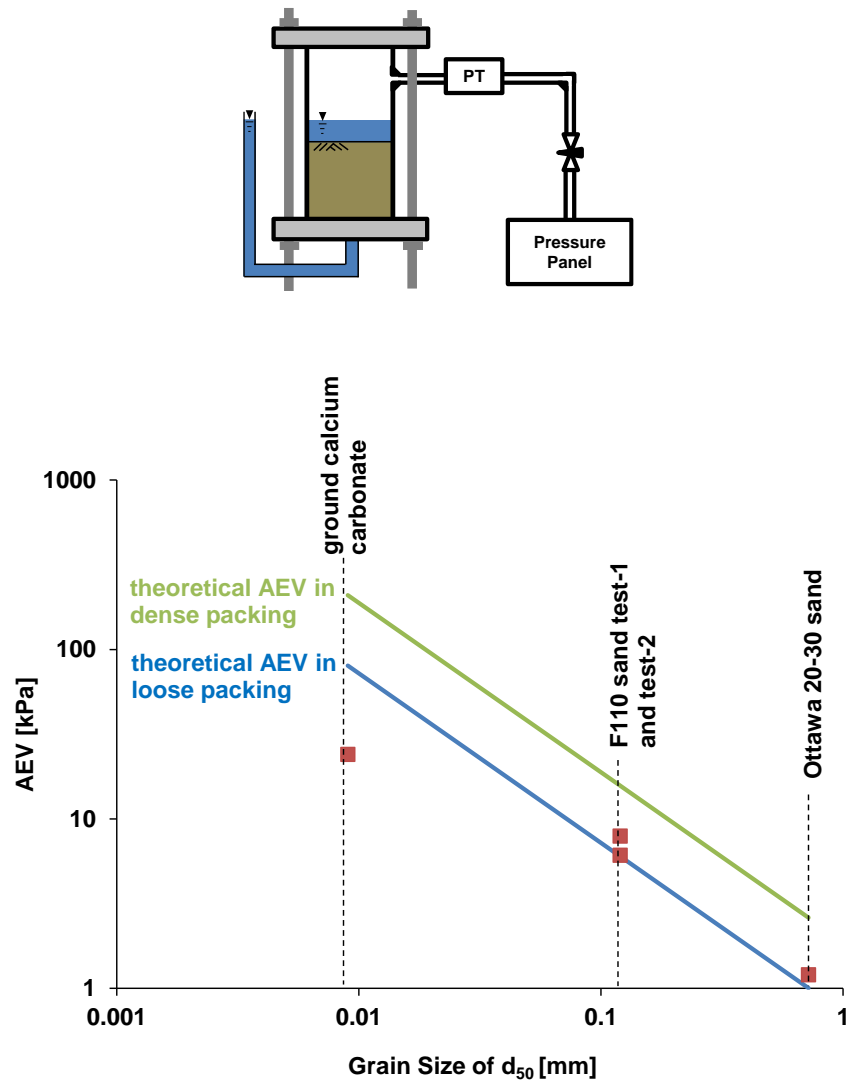 PT
Pressure
Panel
ground calcium
carbonate
1000
theoretical AEV in
dense packing
F110 sand test-1
and test-2
Ottawa 20-30 sand
100
theoretical AEV in
loose packing
AEV [kPa]
10
1
0.001
0.01
0.1
1
Grain Size of d50 [mm]